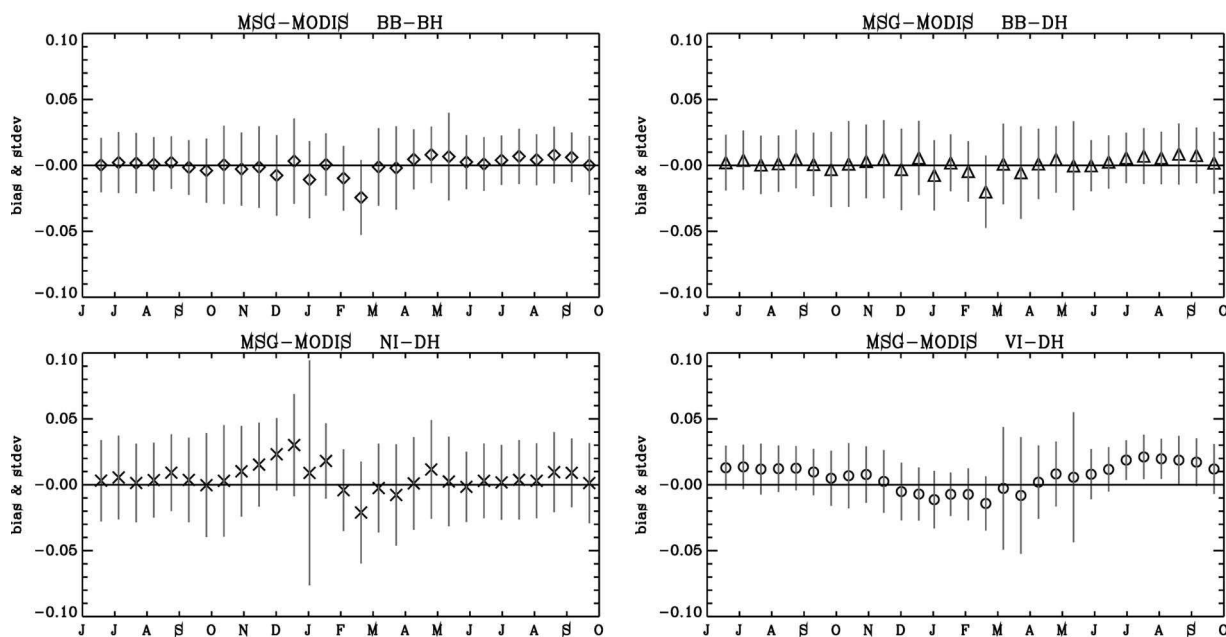 MSG-MODIS BB-BH
0.10
0.05
-0.00
-0.05
-0.10
bias & stdev
J J A S O N D J F M A M J J A S O
MSG-MODIS BB-DH
0.10
0.05
-0.00
-0.05
-0.10
bias & stdev
J J A S O N D J F M A M J J A S O
MSG-MODIS NI-DH
0.10
0.05
-0.00
-0.05
-0.10
bias & stdev
J J A S O N D J F M A M J J A S O
MSG-MODIS VI-DH
0.10
0.05
-0.00
-0.05
-0.10
bias & stdev
J J A S O N D J F M A M J J A S O